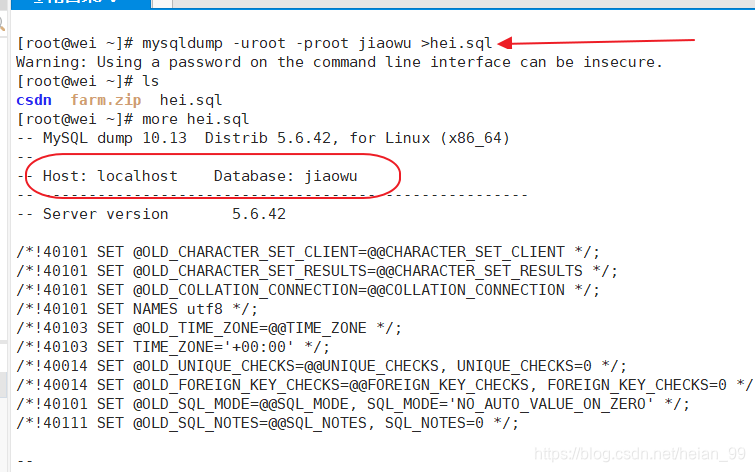 [root@wei ~]# mysqldump -uroot -proot jiaowu >hei.sql
Warning: Using a password on the command line interface can be insecure.
[root@wei ~]# ls
csdn  farm.zip  hei.sql
[root@wei ~]# more hei.sql
-- MySQL dump 10.13  Distrib 5.6.42, for Linux (x86_64)
--
-- Host: localhost    Database: jiaowu
-- ------------------------------------------------------
-- Server version       5.6.42
/*!40101 SET @OLD_CHARACTER_SET_CLIENT=@@CHARACTER_SET_CLIENT */;
/*!40101 SET @OLD_CHARACTER_SET_RESULTS=@@CHARACTER_SET_RESULTS */;
/*!40101 SET @OLD_COLLATION_CONNECTION=@@COLLATION_CONNECTION */;
/*!40101 SET NAMES utf8 */;
/*!40103 SET @OLD_TIME_ZONE=@@TIME_ZONE */;
/*!40103 SET TIME_ZONE='+00:00' */;
/*!40014 SET @OLD_UNIQUE_CHECKS=@@UNIQUE_CHECKS, UNIQUE_CHECKS=0 */;
/*!40014 SET @OLD_FOREIGN_KEY_CHECKS=@@FOREIGN_KEY_CHECKS, FOREIGN_KEY_CHECKS=0 */
/*!40101 SET @OLD_SQL_MODE=@@SQL_MODE, SQL_MODE='NO_AUTO_VALUE_ON_ZERO' */;
/*!40111 SET @OLD_SQL_NOTES=@@SQL_NOTES, SQL_NOTES=0 */;
--
https://blog.csdn.net/heian_99